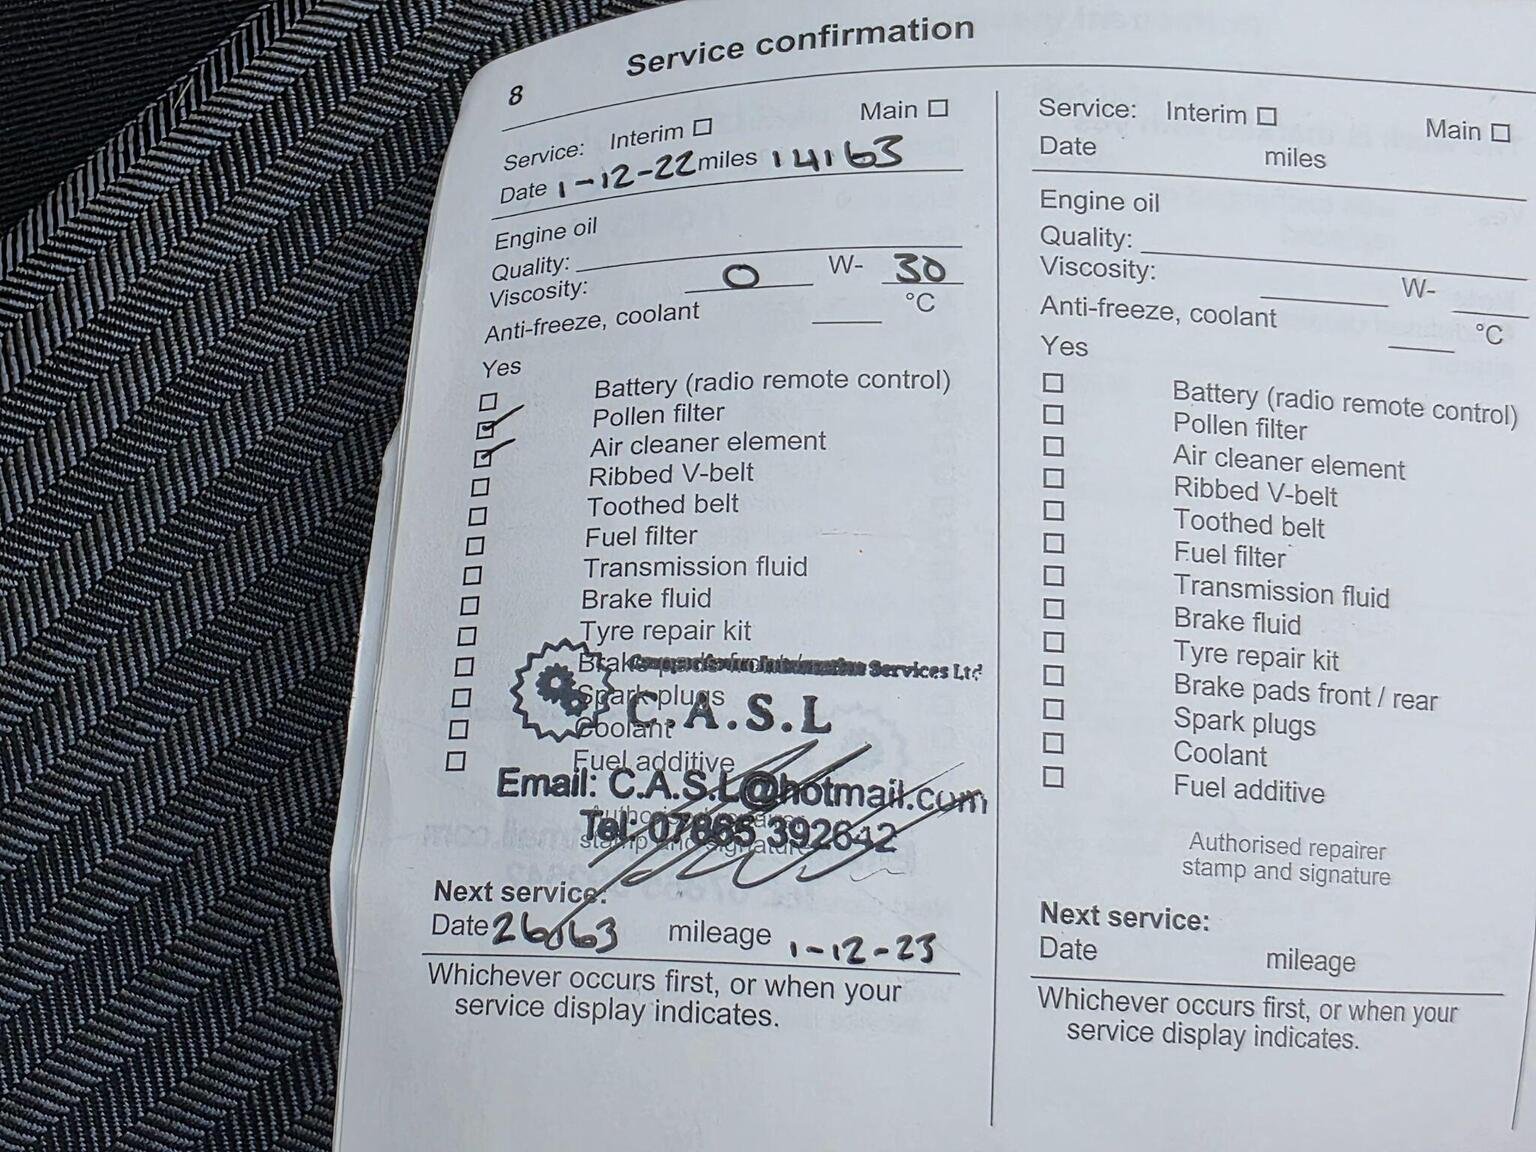 8 Service confirmation
Service: Interim Main
Date 1-12-22 miles 14163
Engine oil
Quality:
Viscosity: 0 W- 30
Anti-freeze, coolant °C
Yes
Battery (radio remote control)
Pollen filter
Air cleaner element
Ribbed V-belt
Toothed belt
Fuel filter
Transmission fluid
Brake fluid
Tyre repair kit
Services Ltd
Spark plugs
C.A.S.L
Coolant
Fuel additive
Email: C.A.S.L@hotmail.com
Tel: 07865 392642
stamp and signature
Next service:
Date 26063 mileage 1-12-23
Whichever occurs first, or when your
service display indicates.
Service: Interim Main
Date miles
Engine oil
Quality:
Viscosity: W-
Anti-freeze, coolant °C
Yes
Battery (radio remote control)
Pollen filter
Air cleaner element
Ribbed V-belt
Toothed belt
Fuel filter
Transmission fluid
Brake fluid
Tyre repair kit
Brake pads front / rear
Spark plugs
Coolant
Fuel additive
Authorised repairer
stamp and signature
Next service:
Date mileage
Whichever occurs first, or when your
service display indicates.